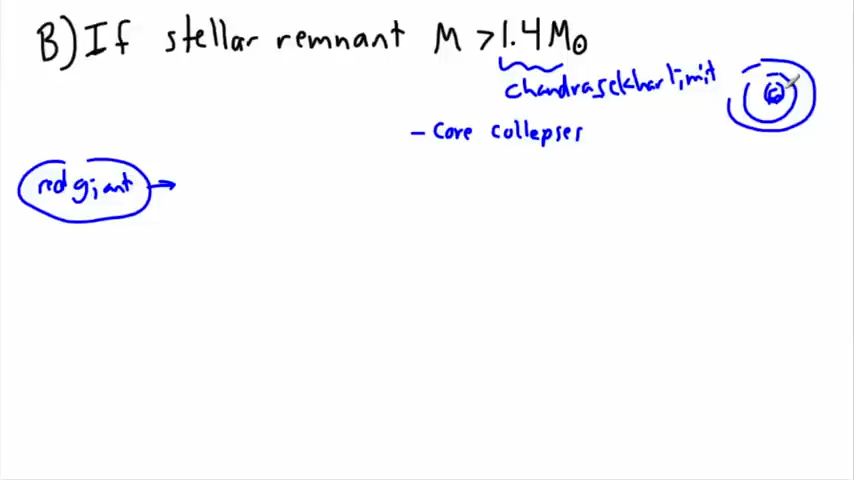 B) If stellar remnant M > 1.4 M⊙
chandrasekhar limit
- Core collapses
red giant →